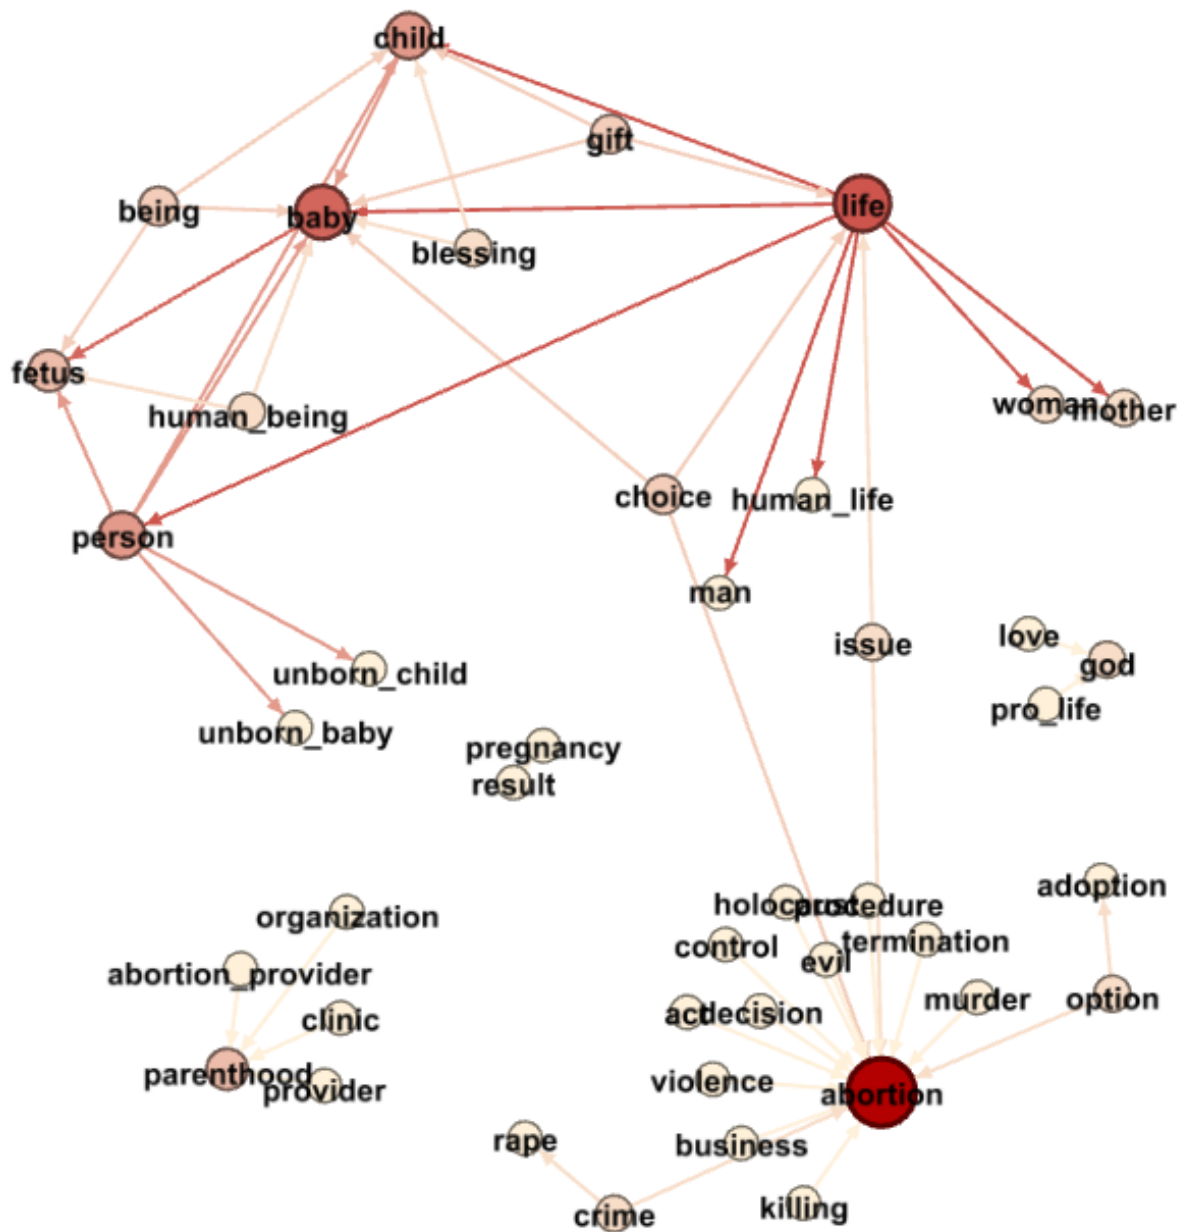 child
gift
being
baby
life
blessing
fetus
human_being
woman
mother
choice
human_life
person
man
love
issue
god
unborn_child
pro_life
unborn_baby
pregnancy
result
adoption
holocaust
procedure
organization
termination
control
evil
abortion_provider
murder
option
act
decision
clinic
parenthood
provider
violence
abortion
rape
business
killing
crime